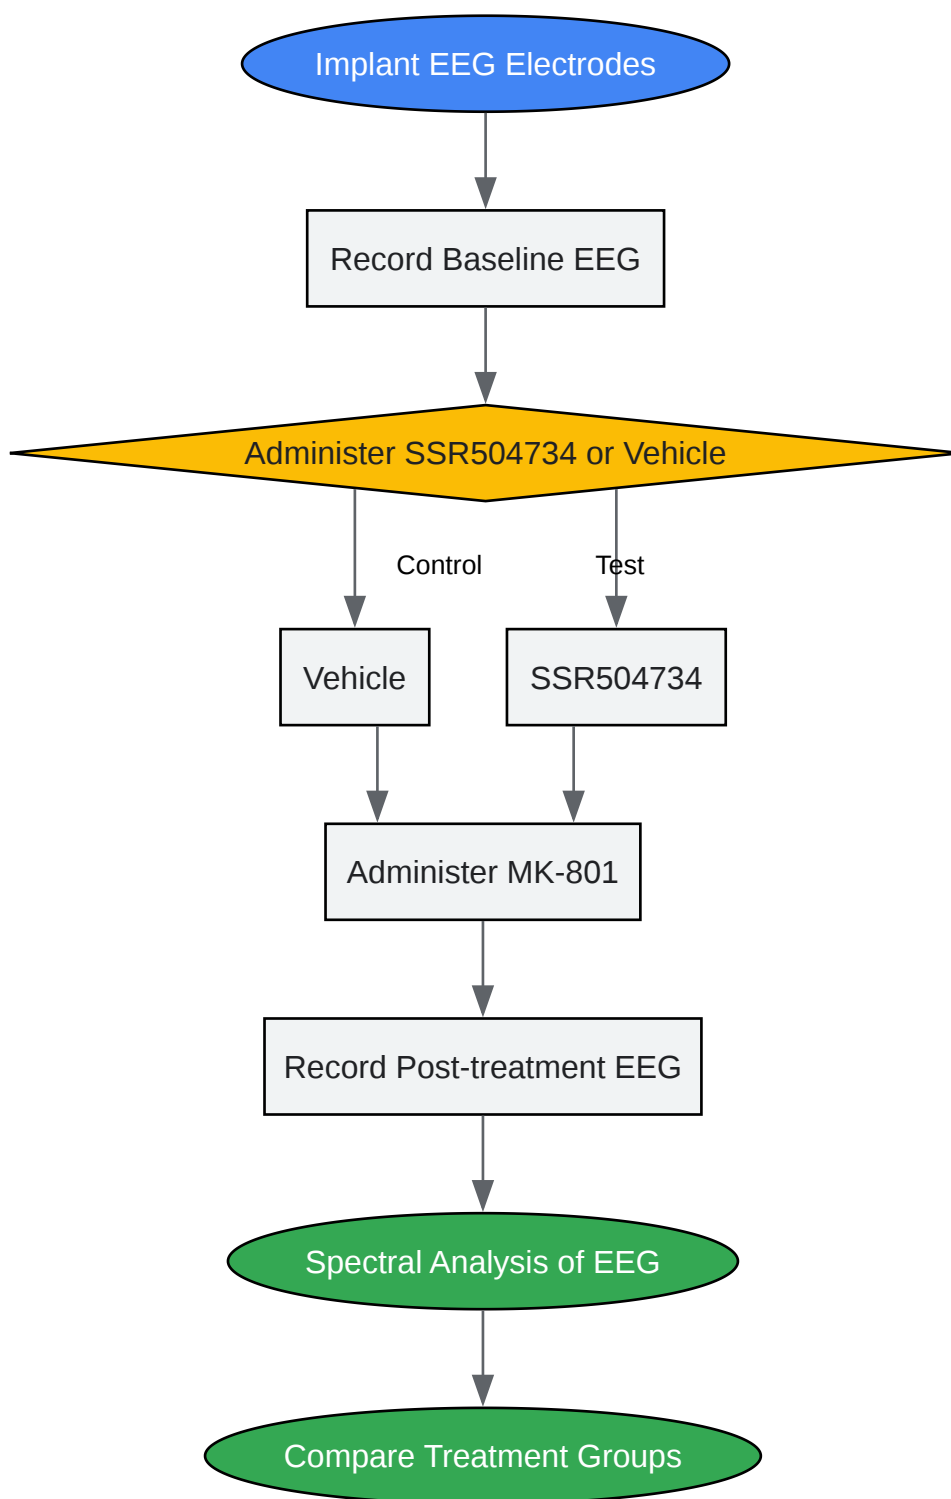 Implant EEG Electrodes
Record Baseline EEG
Administer SSR504734 or Vehicle
Control
Test
Vehicle
SSR504734
Administer MK-801
Record Post-treatment EEG
Spectral Analysis of EEG
Compare Treatment Groups